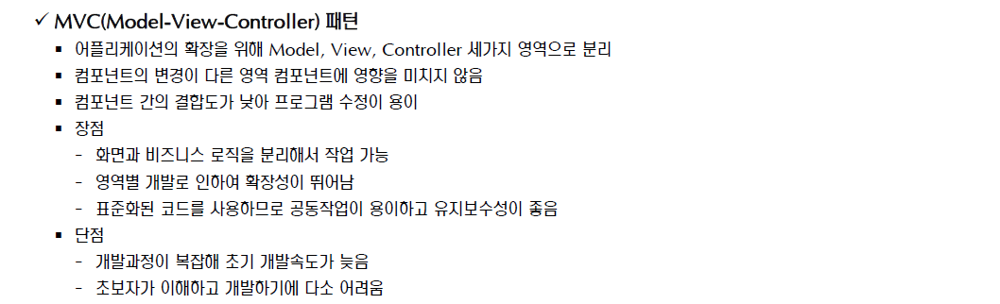 ✓ MVC(Model-View-Controller) 패턴
▪ 어플리케이션의 확장을 위해 Model, View, Controller 세가지 영역으로 분리
▪ 컴포넌트의 변경이 다른 영역 컴포넌트에 영향을 미치지 않음
▪ 컴포넌트 간의 결합도가 낮아 프로그램 수정이 용이
▪ 장점
- 화면과 비즈니스 로직을 분리해서 작업 가능
- 영역별 개발로 인하여 확장성이 뛰어남
- 표준화된 코드를 사용하므로 공동작업이 용이하고 유지보수성이 좋음
▪ 단점
- 개발과정이 복잡해 초기 개발속도가 늦음
- 초보자가 이해하고 개발하기에 다소 어려움